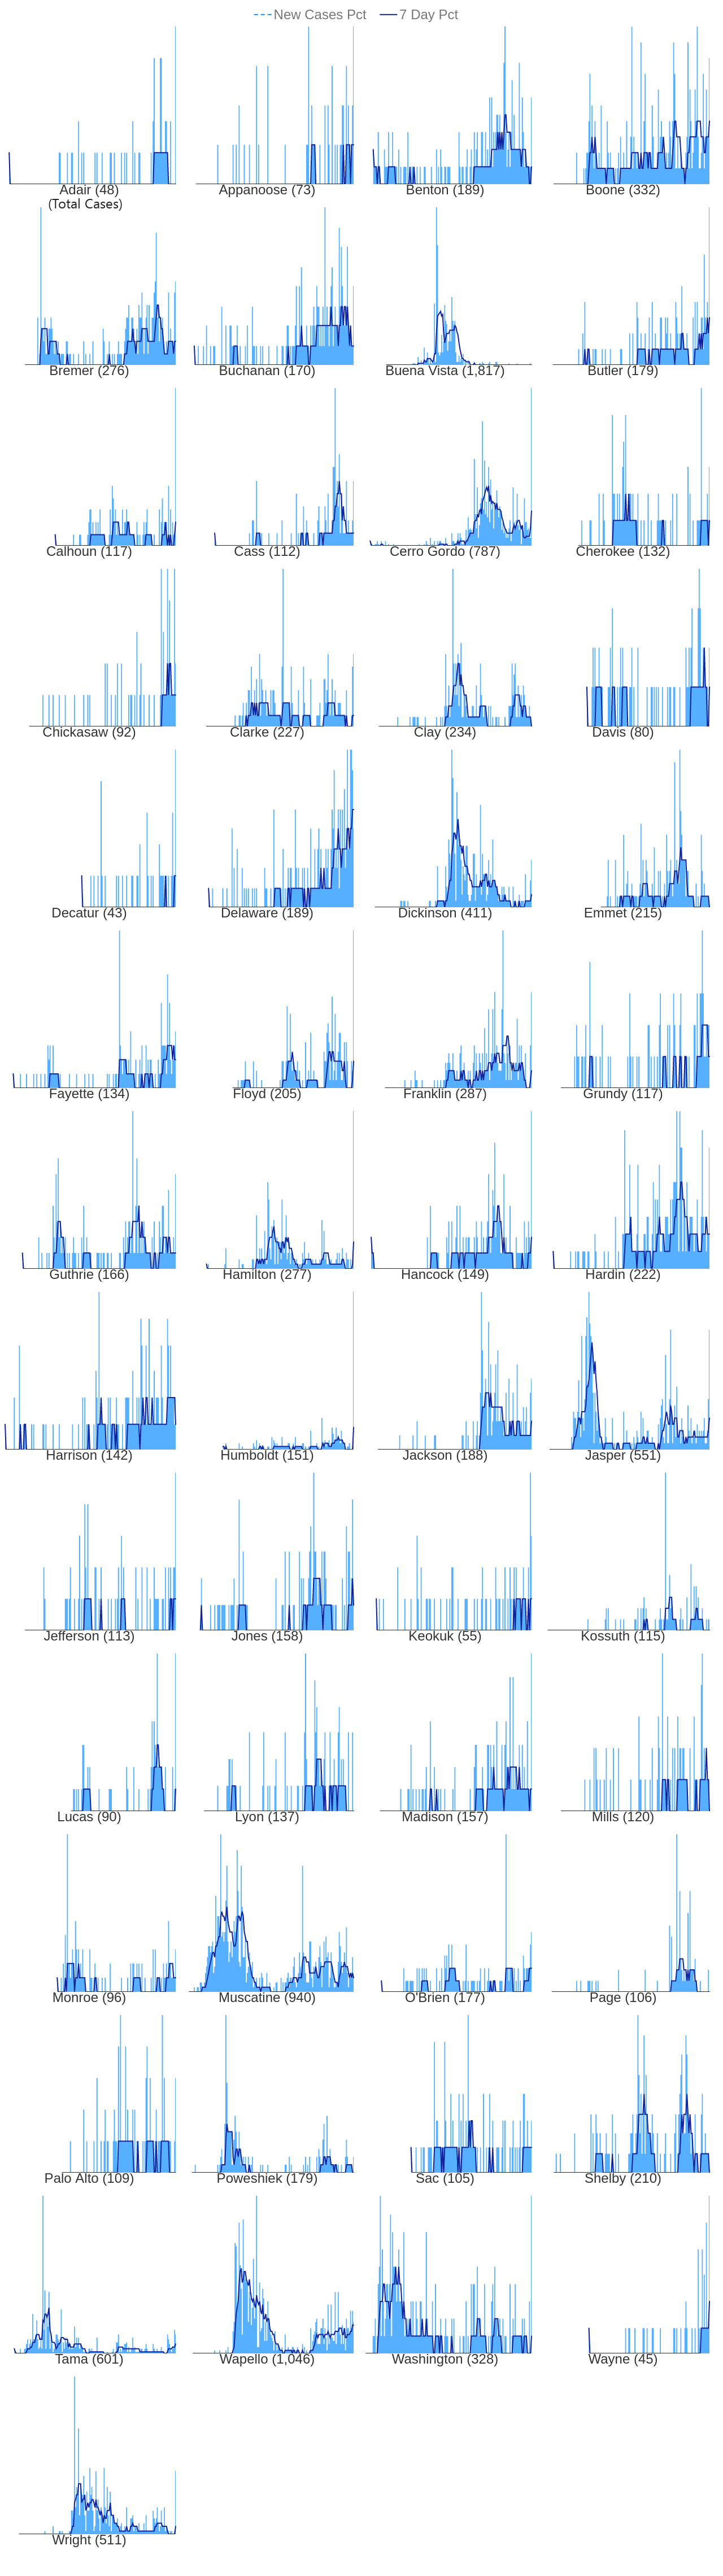 New Cases Pct 7 Day Pct
Adair (48) Appanoose (73) Benton (189) Boone (332)
(Total Cases)
Bremer (276) Buchanan (170) Buena Vista (1,817) Butler (179)
Calhoun (117) Cass (112) Cerro Gordo (787) Cherokee (132)
Chickasaw (92) Clarke (227) Clay (234) Davis (80)
Decatur (43) Delaware (189) Dickinson (411) Emmet (215)
Fayette (134) Floyd (205) Franklin (287) Grundy (117)
Guthrie (166) Hamilton (277) Hancock (149) Hardin (222)
Harrison (142) Humboldt (151) Jackson (188) Jasper (551)
Jefferson (113) Jones (158) Keokuk (55) Kossuth (115)
Lucas (90) Lyon (137) Madison (157) Mills (120)
Monroe (96) Muscatine (940) O'Brien (177) Page (106)
Palo Alto (109) Poweshiek (179) Sac (105) Shelby (210)
Tama (601) Wapello (1,046) Washington (328) Wayne (45)
Wright (511)